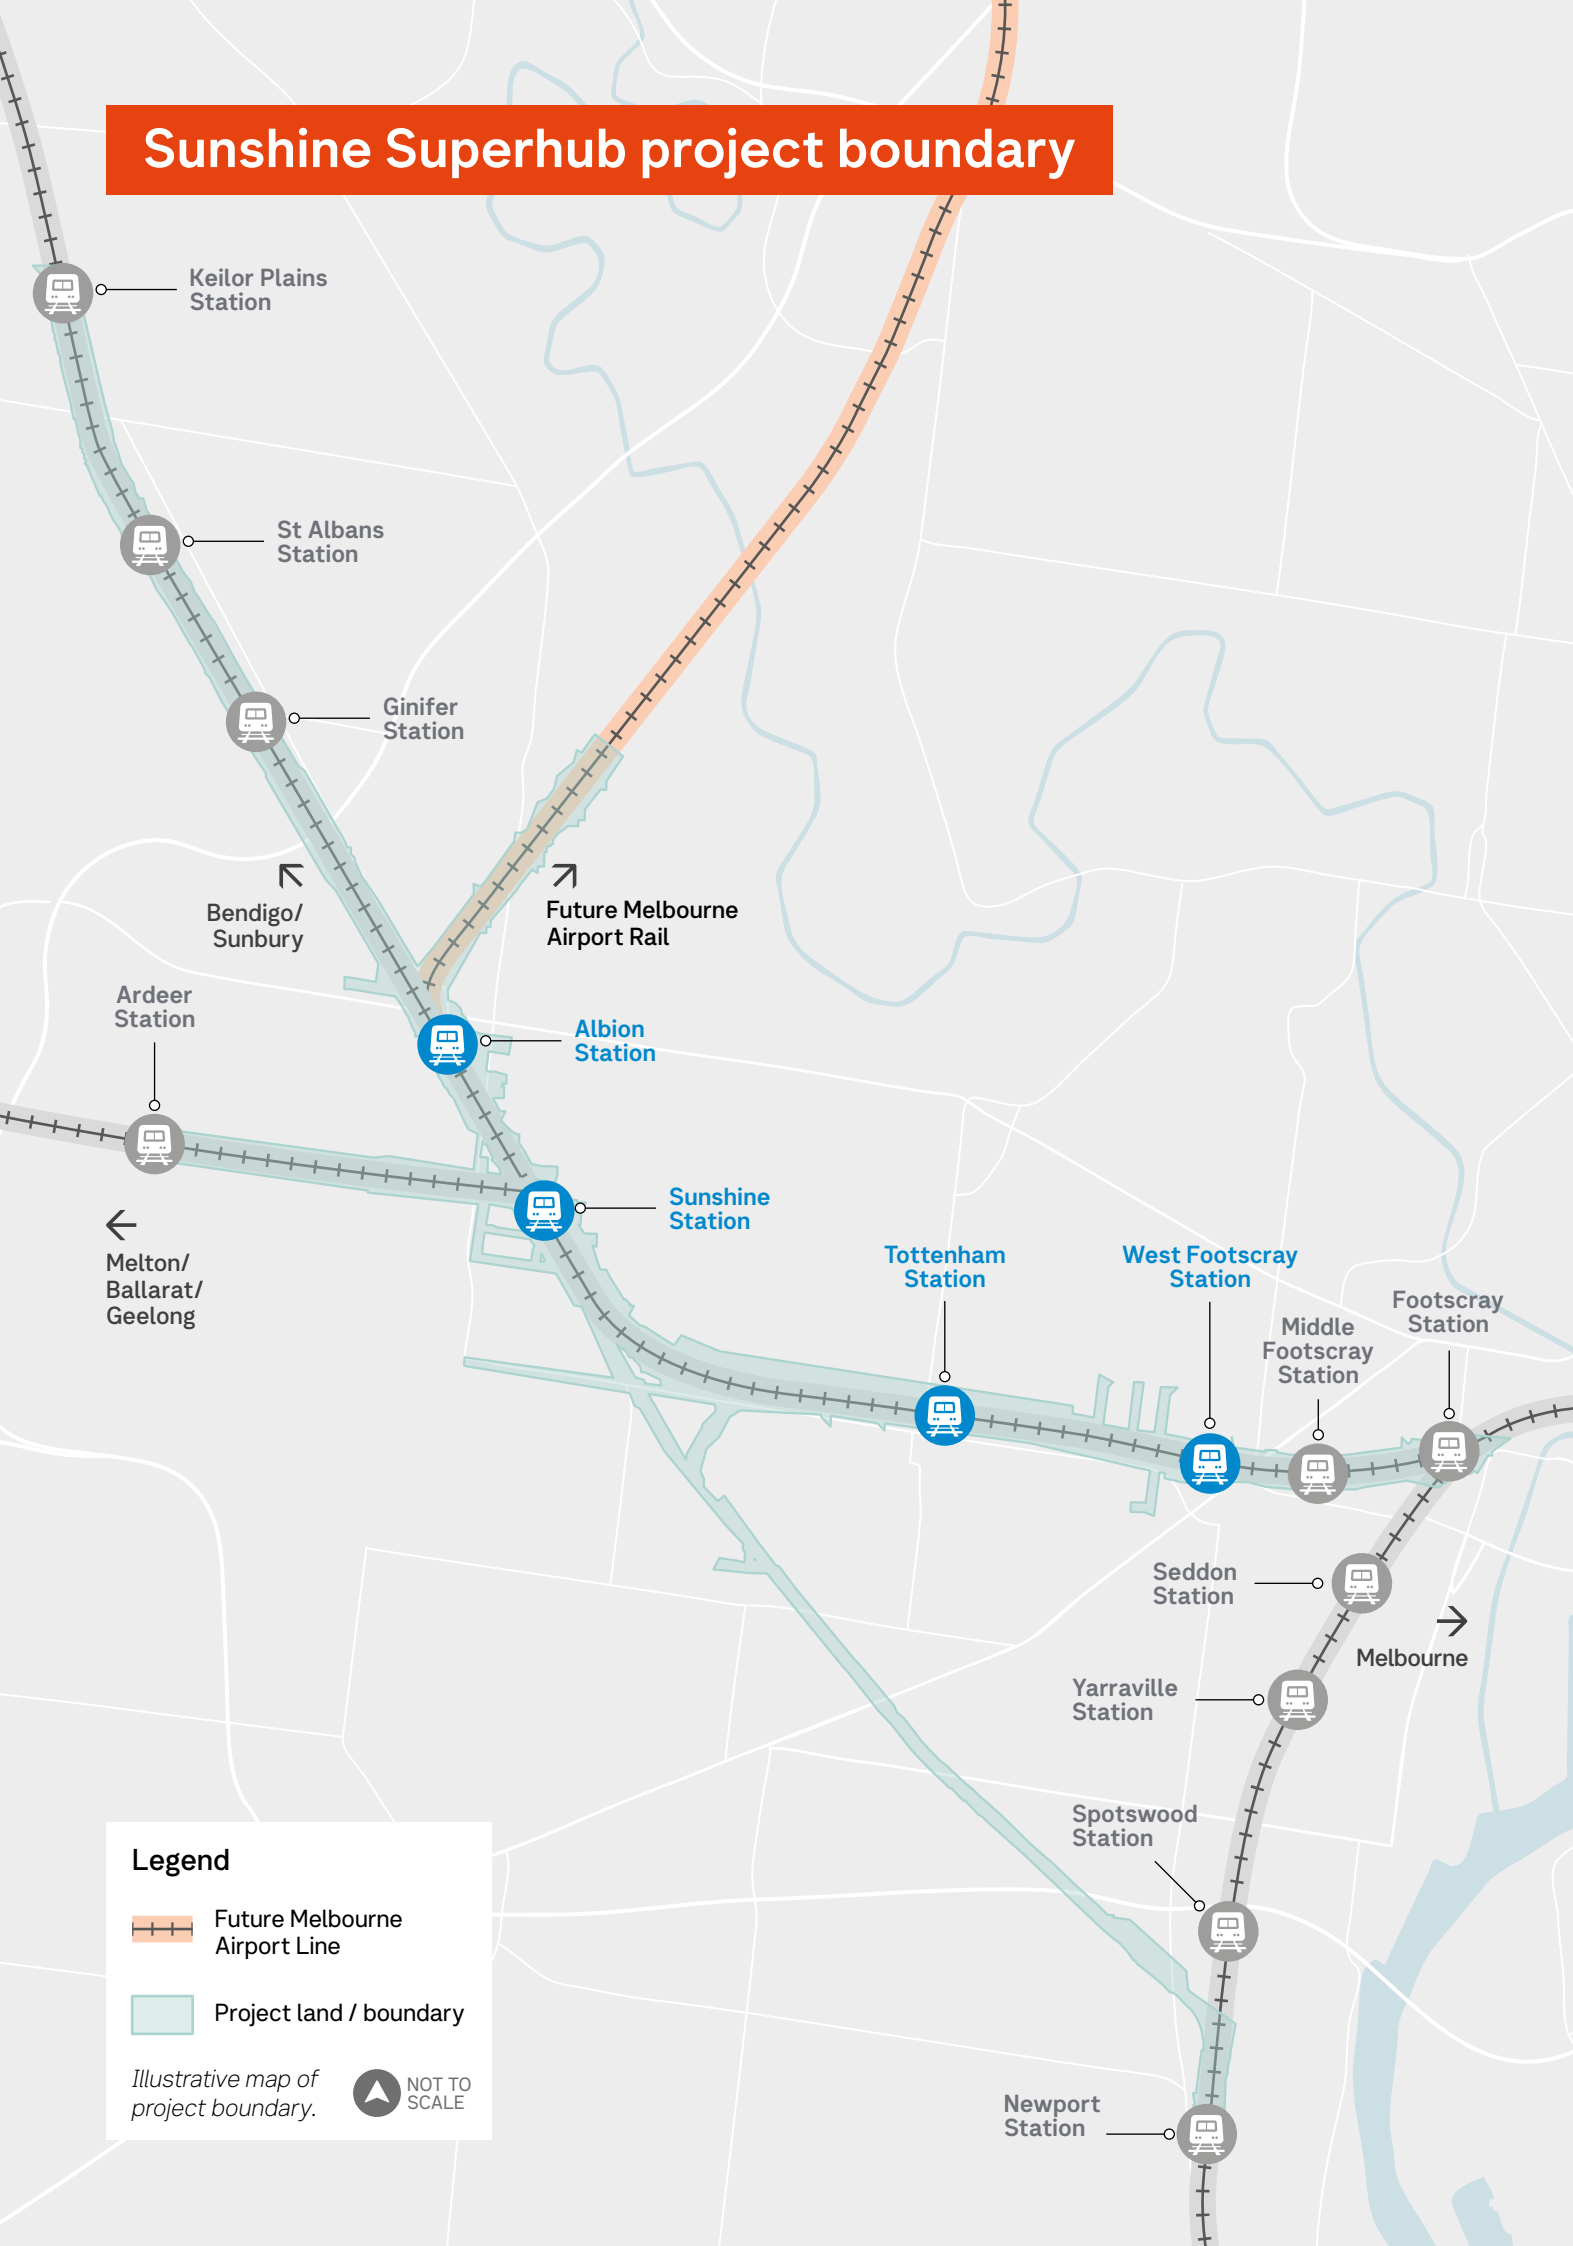 Sunshine Superhub project boundary
Keilor Plains
Station
St Albans
Station
Ginifer
Station
Bendigo/
Sunbury
Future Melbourne
Airport Rail
Ardeer
Station
Albion
Station
Sunshine
Station
Melton/
Ballarat/
Geelong
Tottenham
Station
West Footscray
Station
Middle
Footscray
Station
Footscray
Station
Seddon
Station
Melbourne
Yarraville
Station
Spotswood
Station
Newport
Station
Legend
Future Melbourne
Airport Line
Project land / boundary
Illustrative map of
project boundary.
NOT TO
SCALE